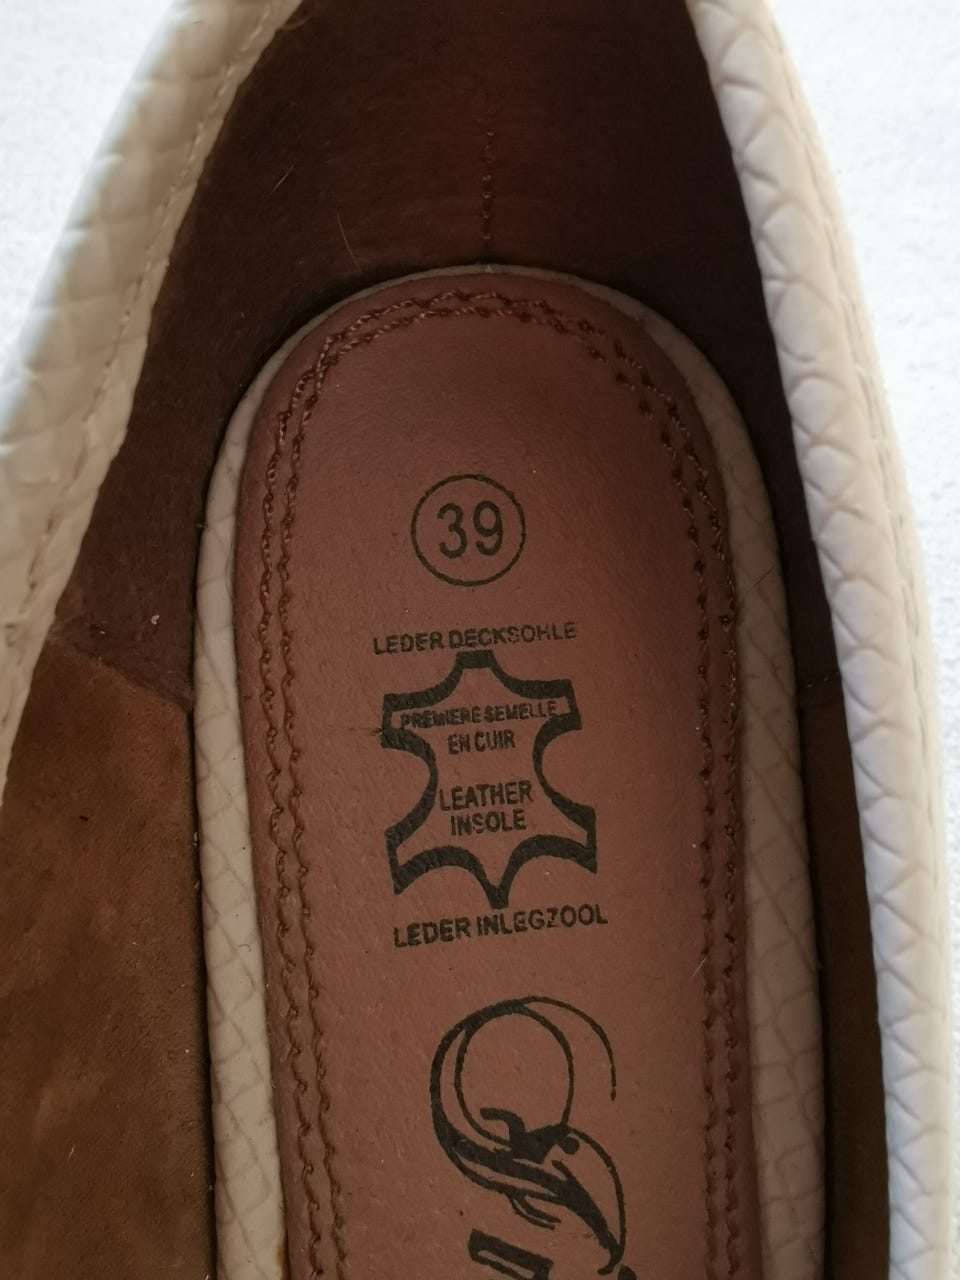 39
LEDER DECKSOHLE
PREMIERE SEMELLE
EN CUIR
LEATHER
INSOLE
LEDER INLEGZOOL